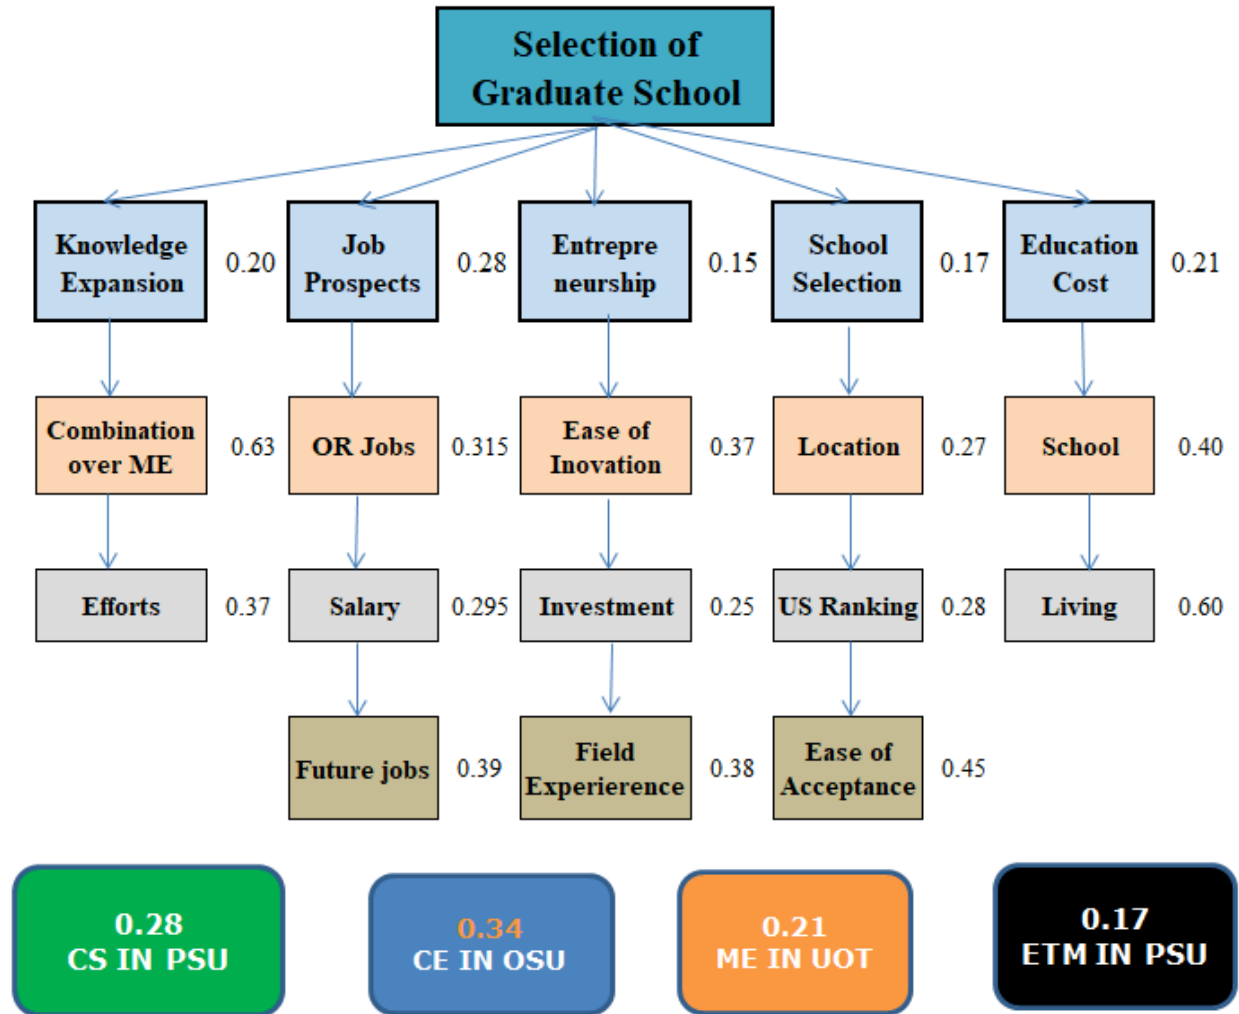 Selection of
Graduate School
Knowledge
Expansion
0.20
Job
Prospects
0.28
Entrepre
neurship
0.15
School
Selection
0.17
Education
Cost
0.21
Combination
over ME
0.63
OR Jobs
0.315
Ease of
Inovation
0.37
Location
0.27
School
0.40
Efforts
0.37
Salary
0.295
Investment
0.25
US Ranking
0.28
Living
0.60
Future jobs
0.39
Field
Experierence
0.38
Ease of
Acceptance
0.45
0.28
CS IN PSU
0.34
CE IN OSU
0.21
ME IN UOT
0.17
ETM IN PSU